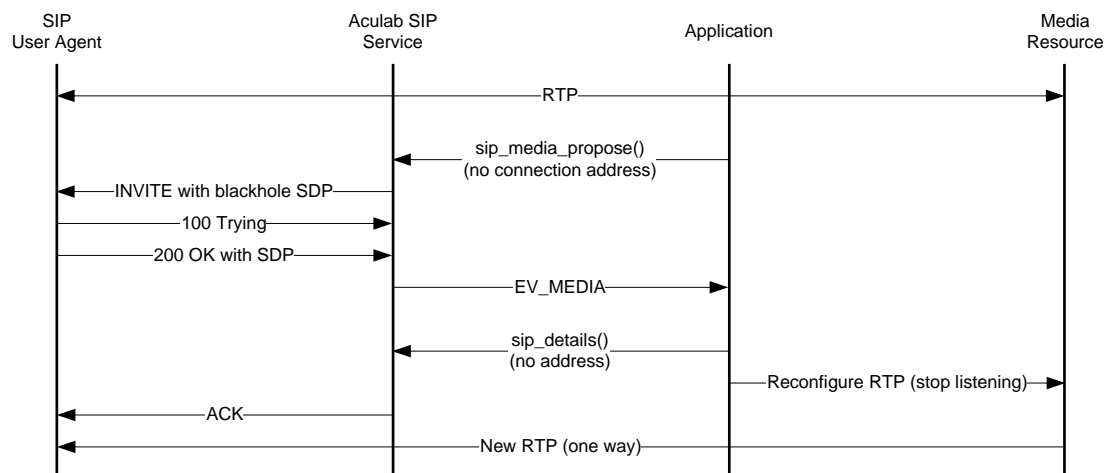 SIP
User Agent
Aculab SIP
Service
Application
Media
Resource
RTP
sip_media_propose()
(no connection address)
INVITE with blackhole SDP
100 Trying
200 OK with SDP
EV_MEDIA
sip_details()
(no address)
Reconfigure RTP (stop listening)
ACK
New RTP (one way)